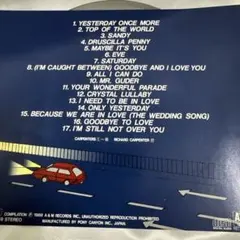 1. YESTERDAY ONCE MORE
2. TOP OF THE WORLD
3. SANDY
4. DRUSCILLA PENNY
5. MAYBE IT'S YOU
6. EVE
7. SATURDAY
8. (I'M CAUGHT BETWEEN) GOODBYE AND I LOVE YOU
9. ALL I CAN DO
10. MR. GUDER
11. YOUR WONDERFUL PARADE
12. CRYSTAL LULLABY
13. I NEED TO BE IN LOVE
14. ONLY YESTERDAY
15. BECAUSE WE ARE IN LOVE (THE WEDDING SONG)
16. GOODBYE TO LOVE
17. I'M STILL NOT OVER YOU
CARPENTERS
RICHARD CARPENTER
COMPILATION ℗ A&M RECORDS INC. UNAUTHORIZED REPRODUCTION PROHIBITED.
MANUFACTURED BY PONY CANYON INC. JAPAN